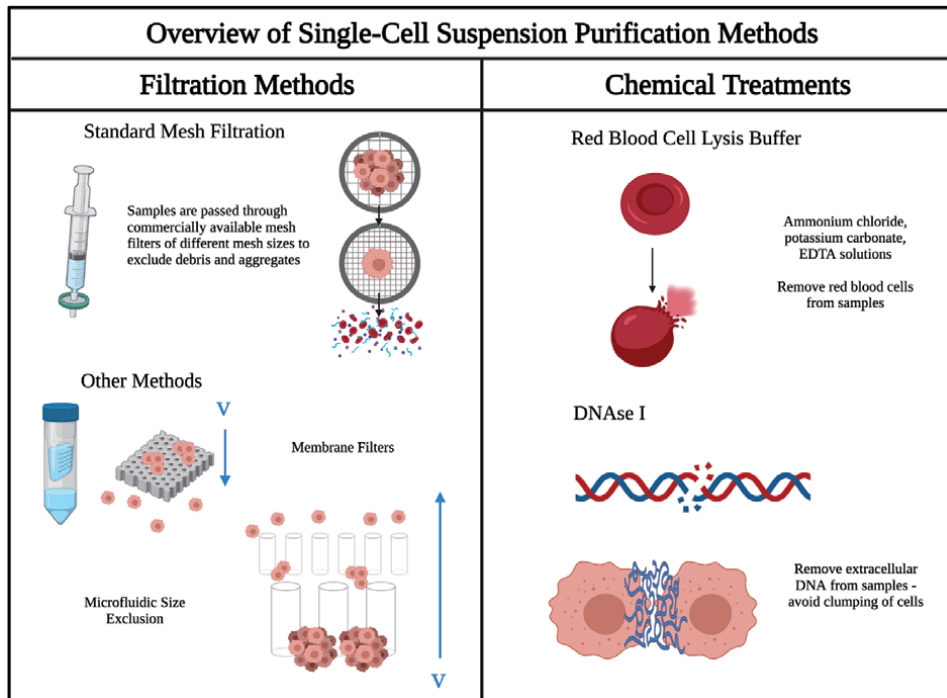 Overview of Single-Cell Suspension Purification Methods
Filtration Methods
Standard Mesh Filtration
Samples are passed through
commercially available mesh
filters of different mesh sizes to
exclude debris and aggregates
Other Methods
V
Membrane Filters
Microfluidic Size
Exclusion
V
Chemical Treatments
Red Blood Cell Lysis Buffer
Ammonium chloride,
potassium carbonate,
EDTA solutions
Remove red blood cells
from samples
DNAse I
Remove extracellular
DNA from samples -
avoid clumping of cells